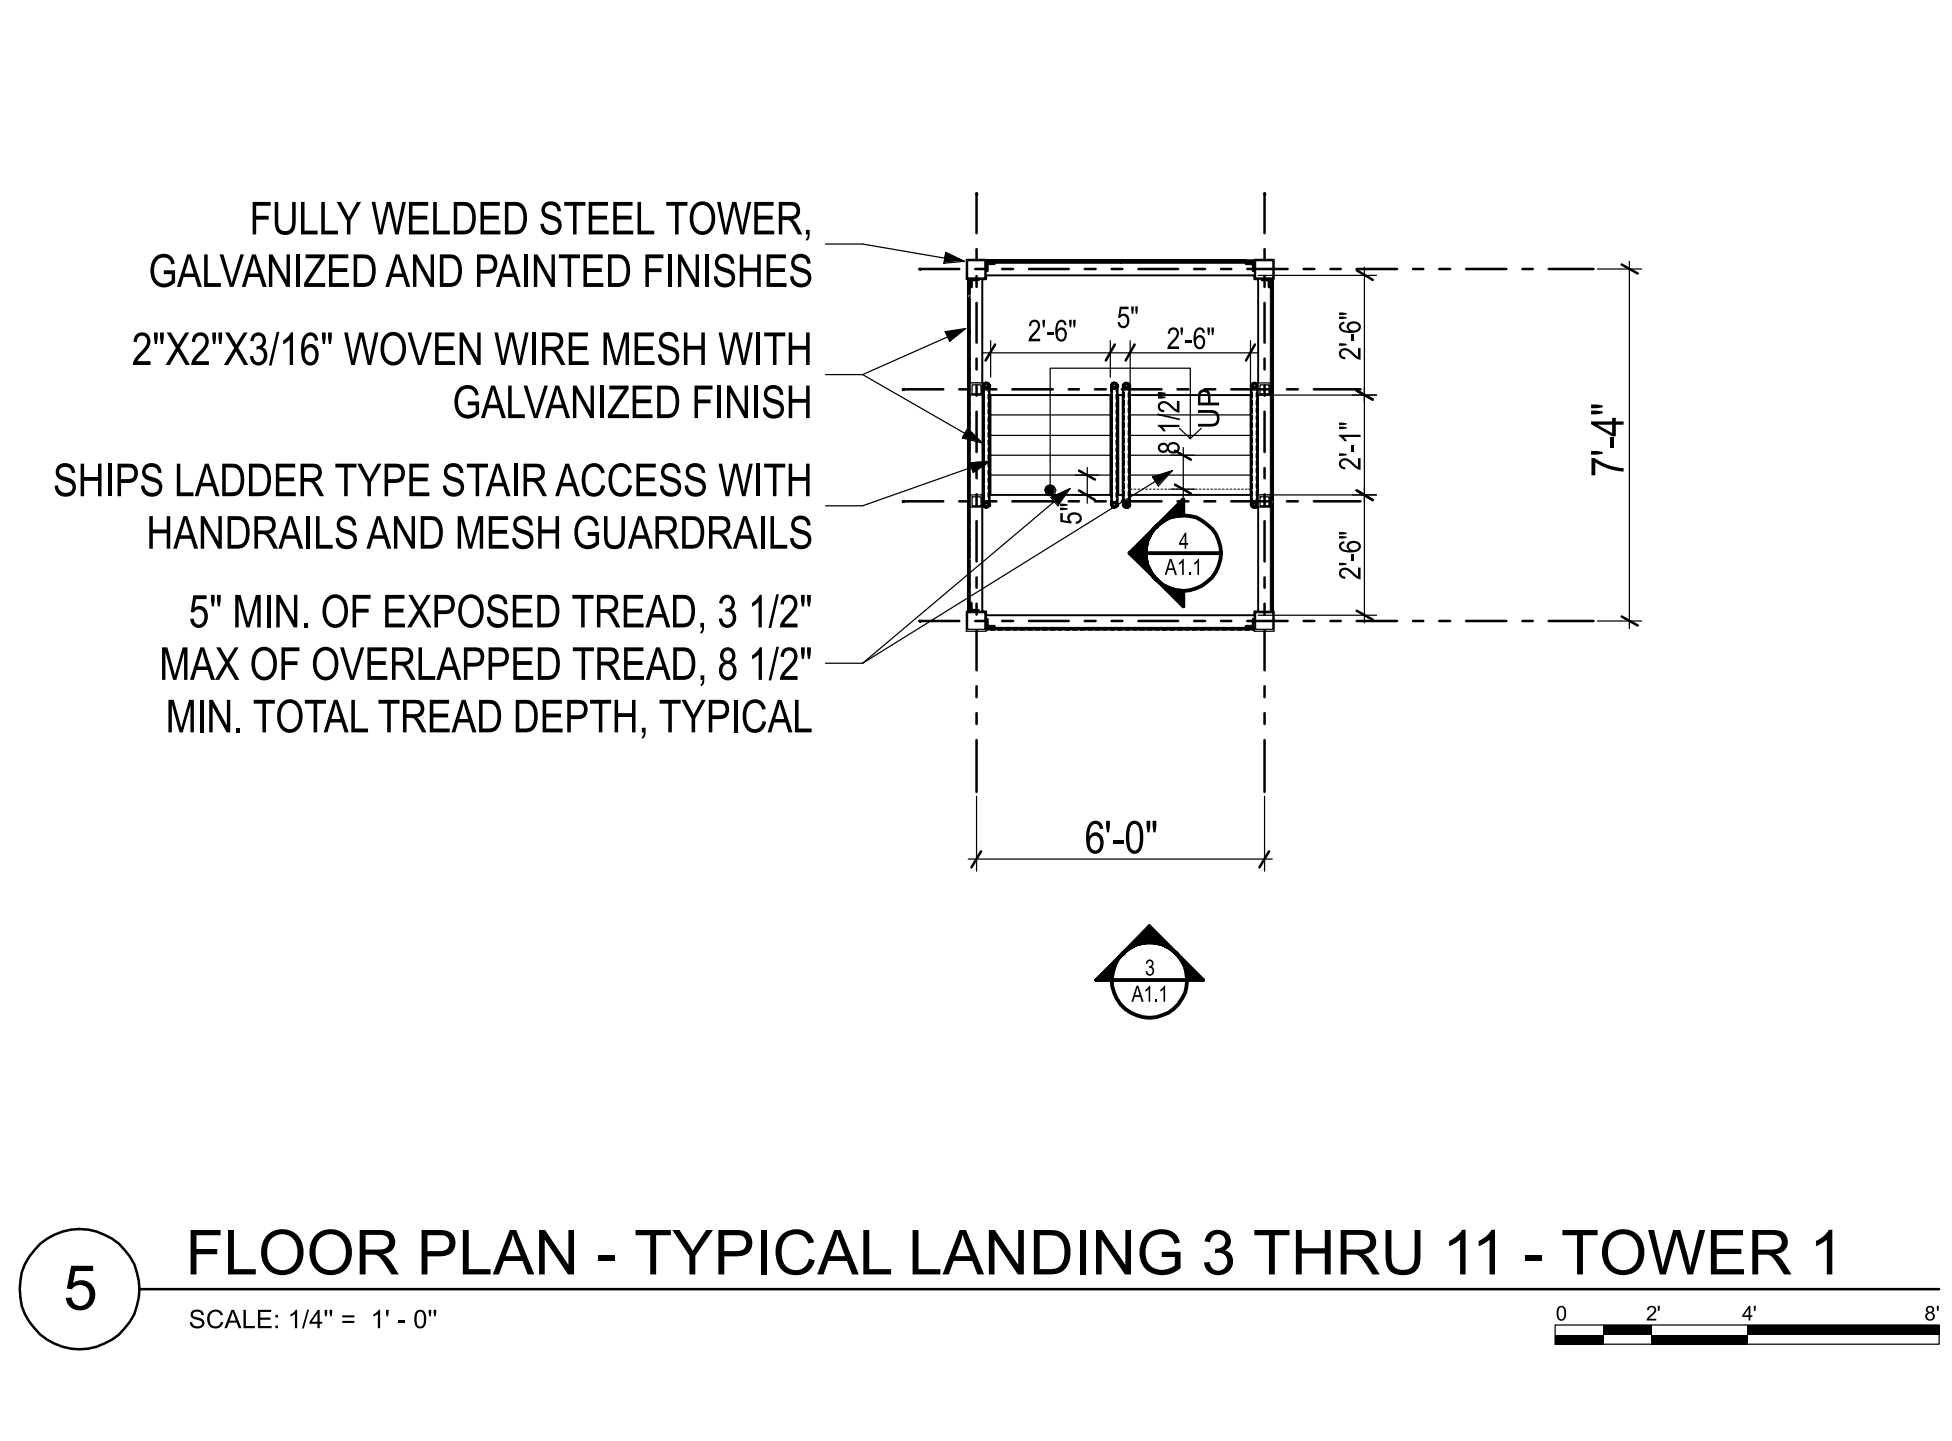 FULLY WELDED STEEL TOWER,
GALVANIZED AND PAINTED FINISHES
2"X2"X3/16" WOVEN WIRE MESH WITH
GALVANIZED FINISH
SHIPS LADDER TYPE STAIR ACCESS WITH
HANDRAILS AND MESH GUARDRAILS
5" MIN. OF EXPOSED TREAD, 3 1/2"
MAX OF OVERLAPPED TREAD, 8 1/2"
MIN. TOTAL TREAD DEPTH, TYPICAL
2'-6"
5"
2'-6"
8 1/2"
UP
5"
4
A1.1
2'-6"
2'-1"
2'-6"
7'-4"
6'-0"
3
A1.1
5
FLOOR PLAN - TYPICAL LANDING 3 THRU 11 - TOWER 1
SCALE: 1/4" = 1' - 0"
0 2' 4' 8'